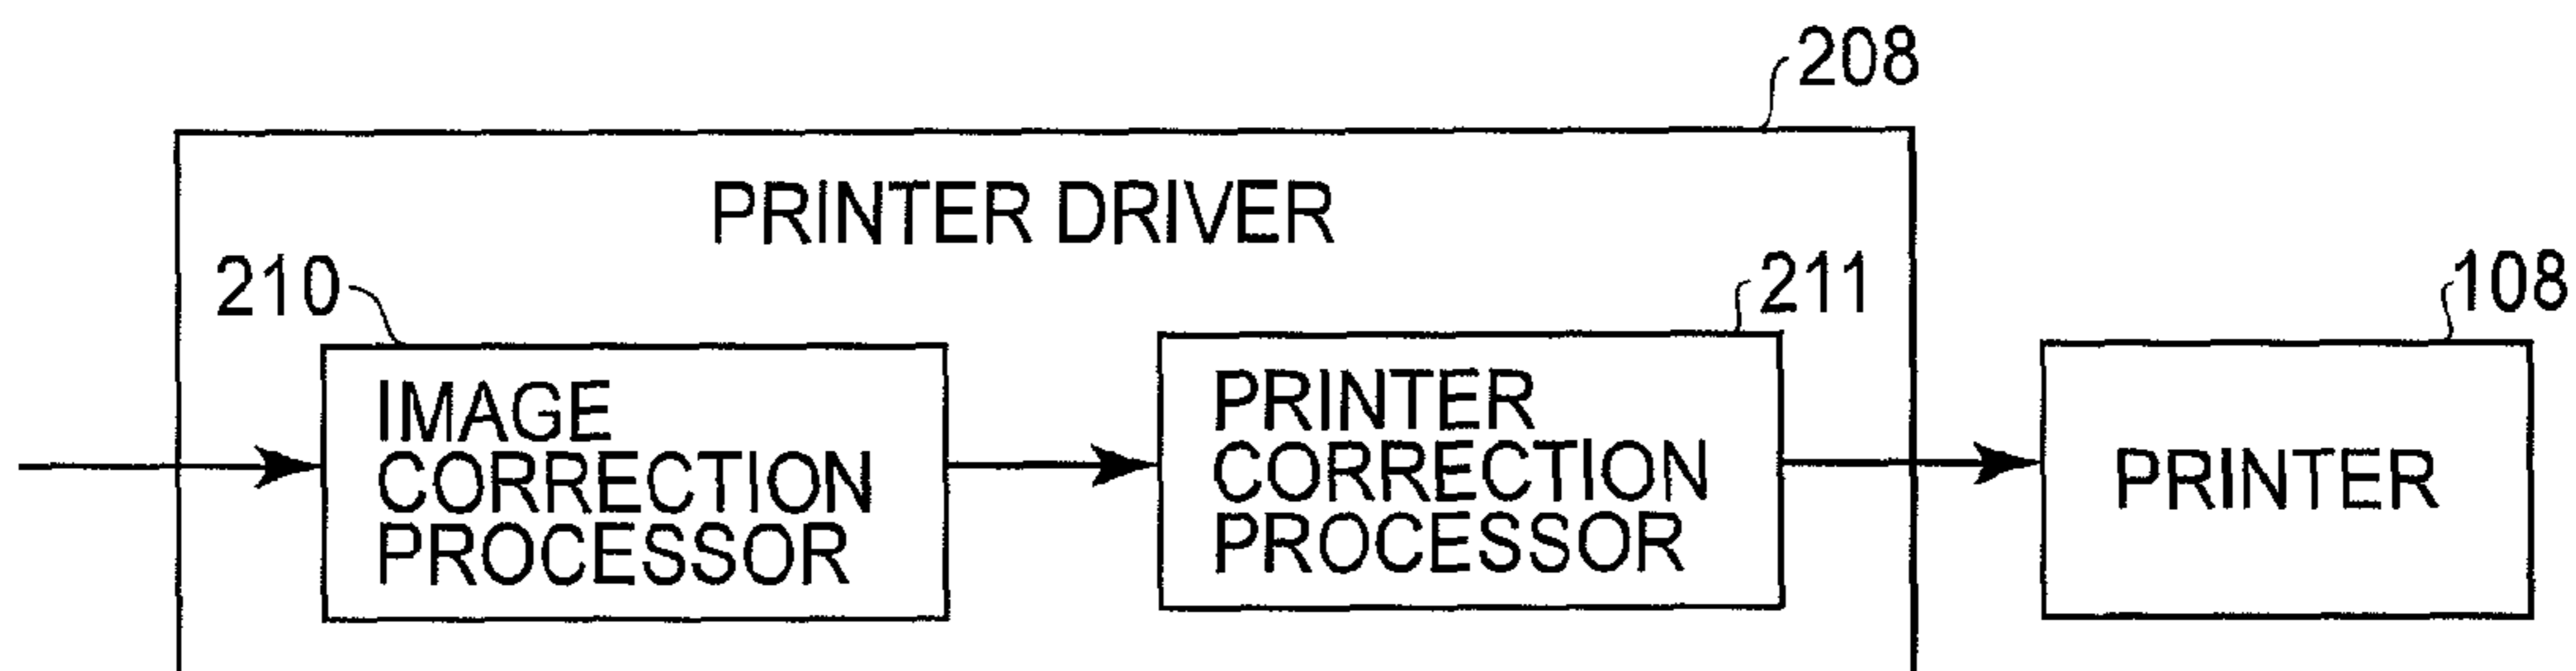 208
PRINTER DRIVER
210
211
108
IMAGE
CORRECTION
PROCESSOR
PRINTER
CORRECTION
PROCESSOR
PRINTER